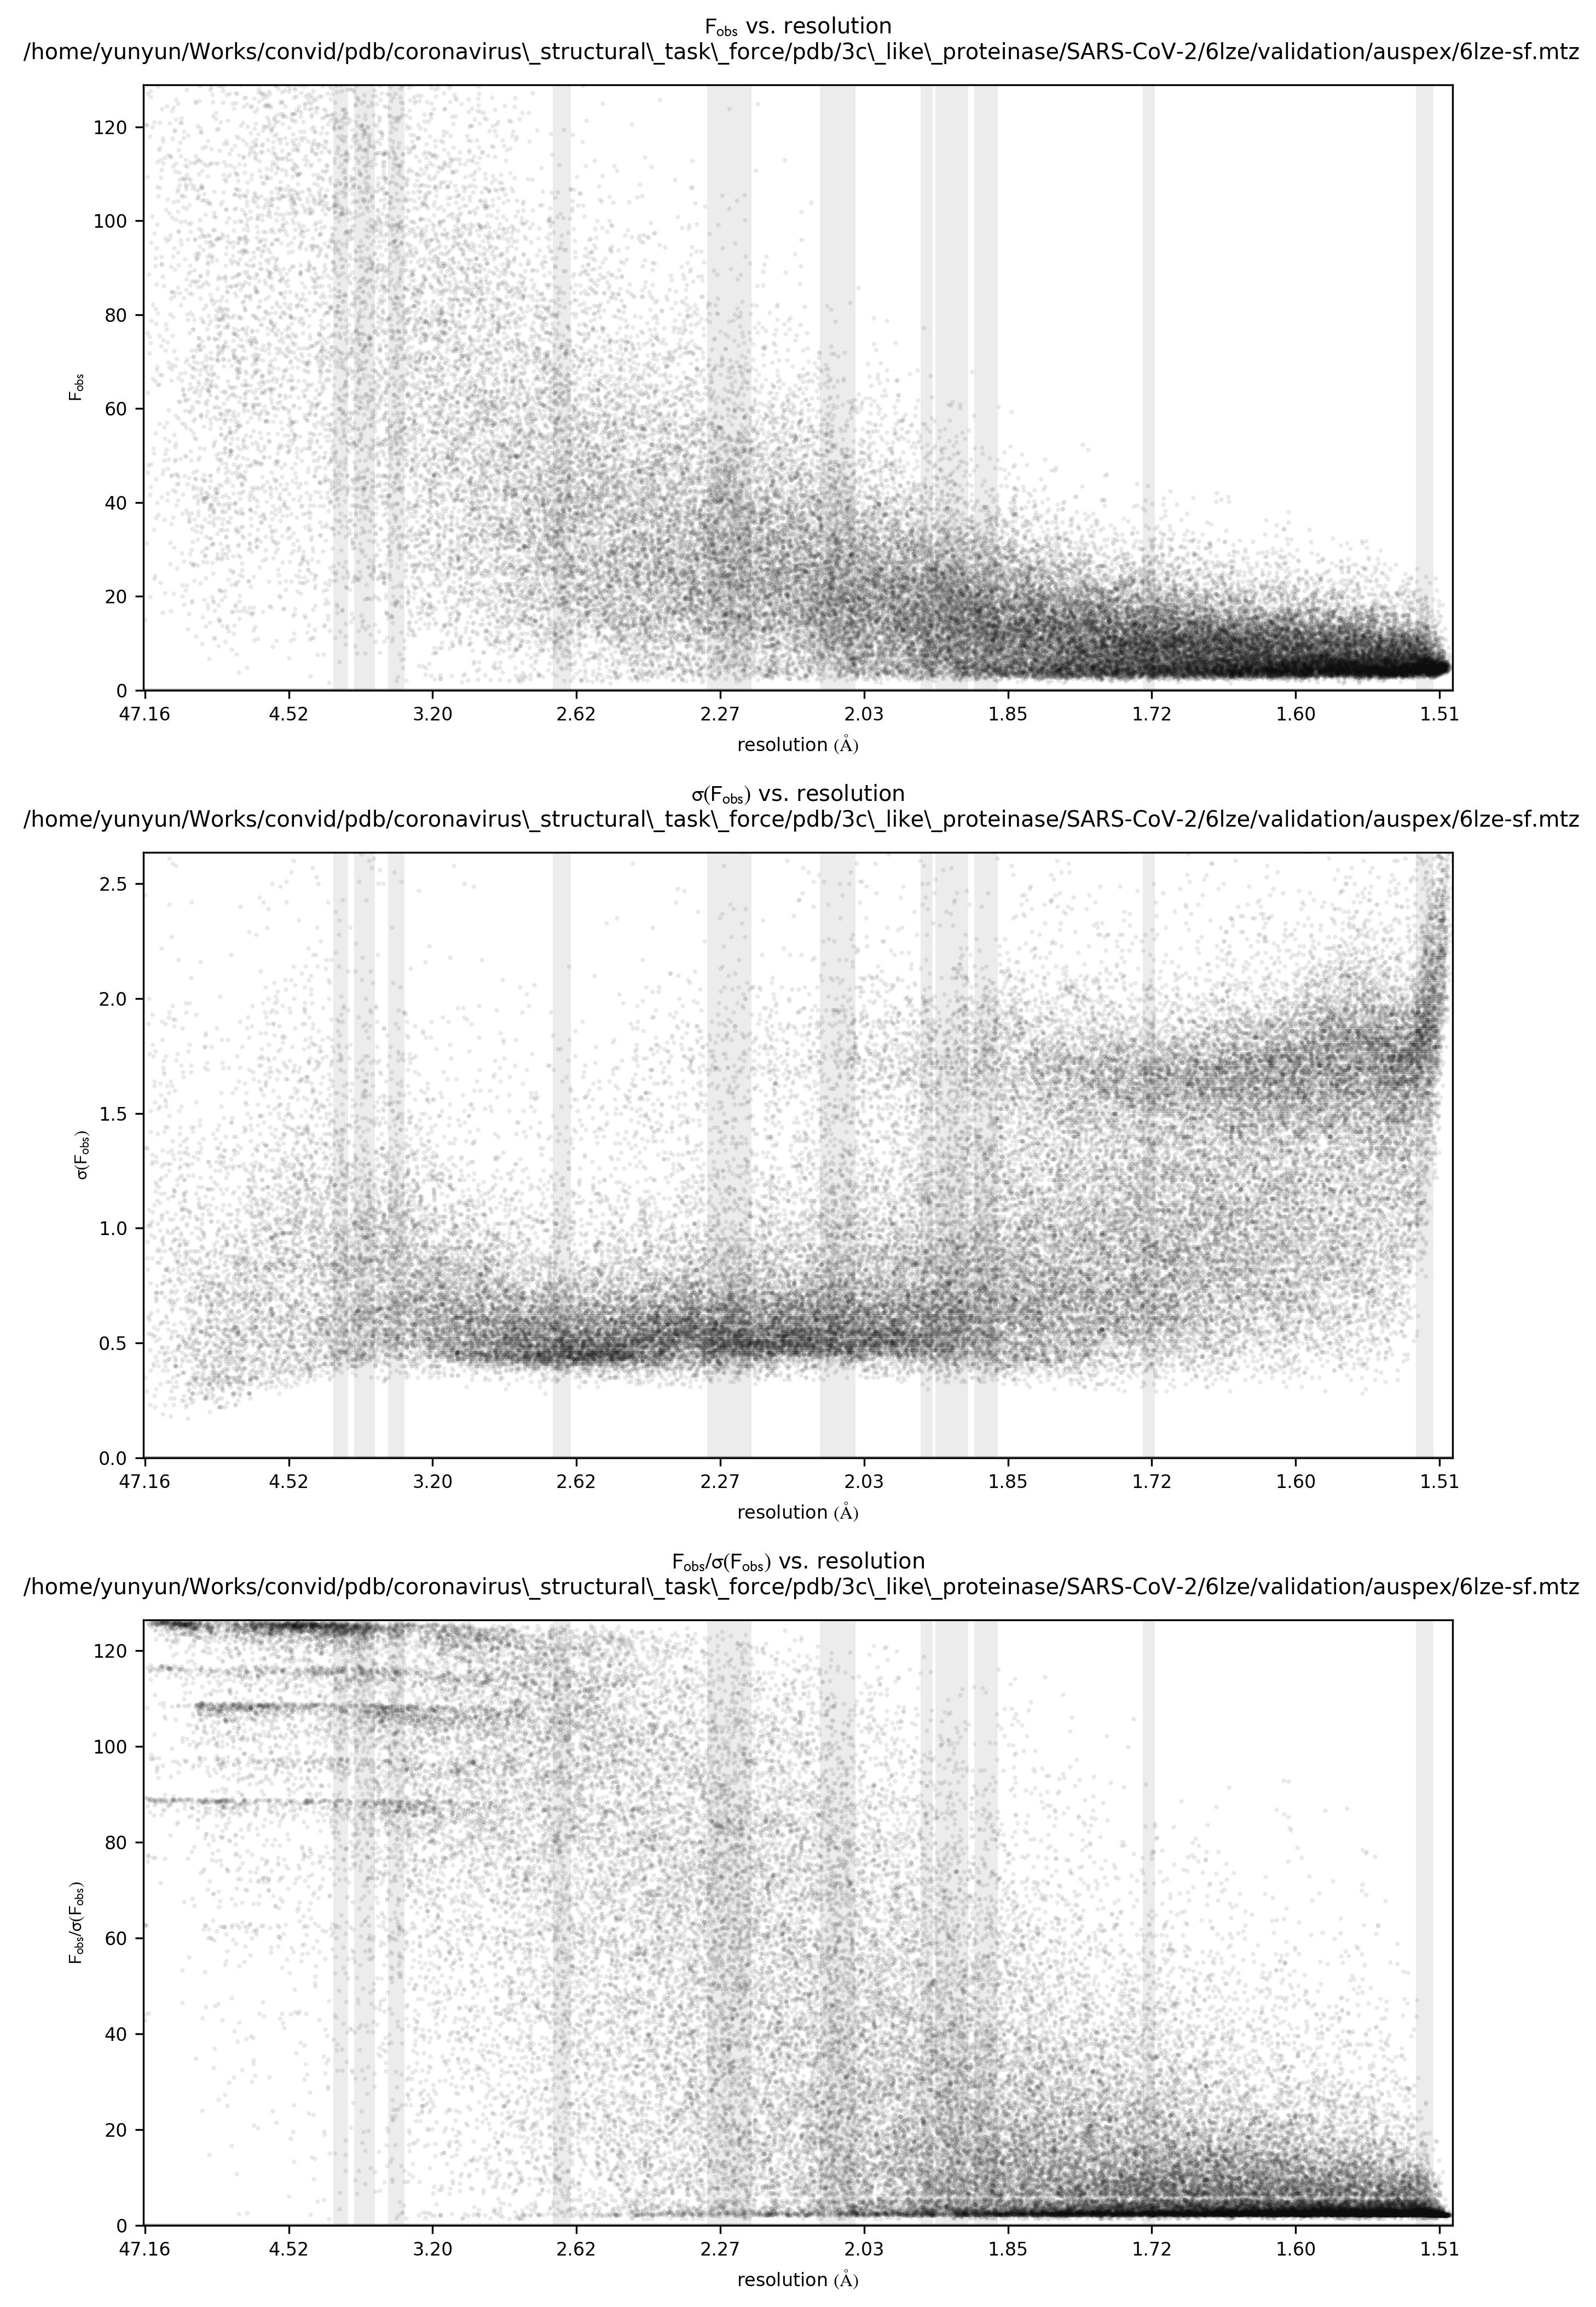 Fobs vs. resolution
/home/yunyun/Works/convid/pdb/coronavirus\_structural\_task\_force/pdb/3c\_like\_proteinase/SARS-CoV-2/6lze/validation/auspex/6lze-sf.mtz
120
100
80
60
40
20
0
Fobs
47.16 4.52 3.20 2.62 2.27 2.03 1.85 1.72 1.60 1.51
resolution (Å)
σ(Fobs) vs. resolution
/home/yunyun/Works/convid/pdb/coronavirus\_structural\_task\_force/pdb/3c\_like\_proteinase/SARS-CoV-2/6lze/validation/auspex/6lze-sf.mtz
2.5
2.0
1.5
1.0
0.5
0.0
σ(Fobs)
47.16 4.52 3.20 2.62 2.27 2.03 1.85 1.72 1.60 1.51
resolution (Å)
Fobs/σ(Fobs) vs. resolution
/home/yunyun/Works/convid/pdb/coronavirus\_structural\_task\_force/pdb/3c\_like\_proteinase/SARS-CoV-2/6lze/validation/auspex/6lze-sf.mtz
120
100
80
60
40
20
0
Fobs/σ(Fobs)
47.16 4.52 3.20 2.62 2.27 2.03 1.85 1.72 1.60 1.51
resolution (Å)